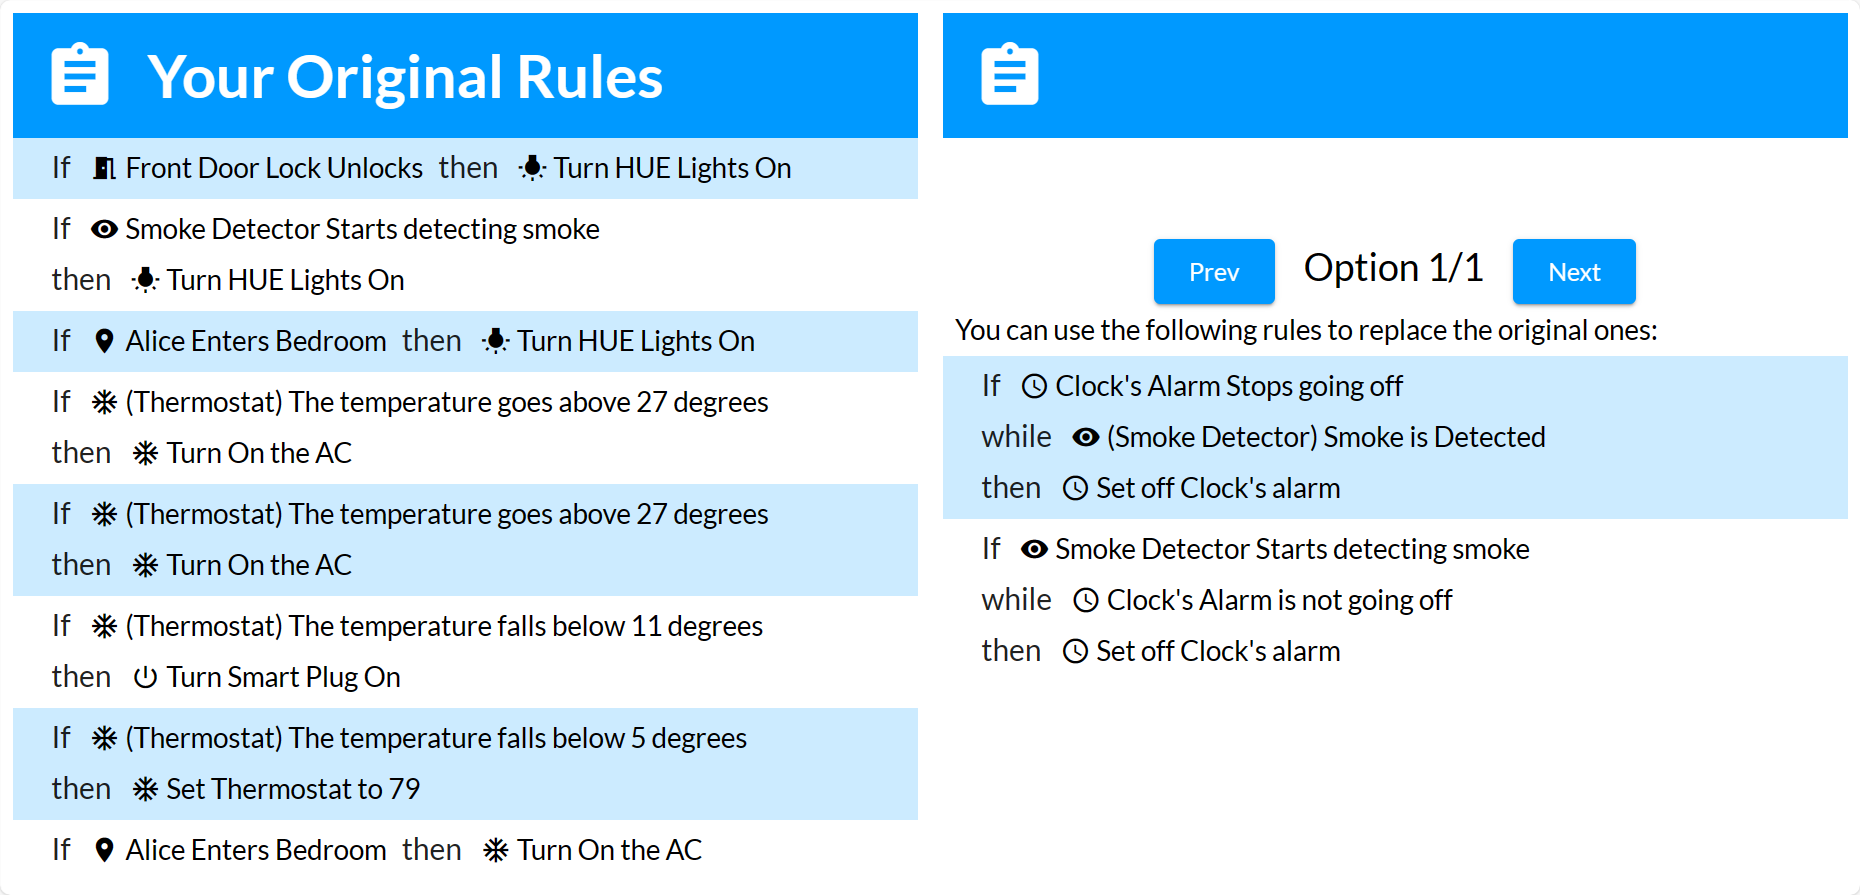 Your Original Rules
If Front Door Lock Unlocks then Turn HUE Lights On
If Smoke Detector Starts detecting smoke
then Turn HUE Lights On
If Alice Enters Bedroom then Turn HUE Lights On
If (Thermostat) The temperature goes above 27 degrees
then Turn On the AC
If (Thermostat) The temperature goes above 27 degrees
then Turn On the AC
If (Thermostat) The temperature falls below 11 degrees
then Turn Smart Plug On
If (Thermostat) The temperature falls below 5 degrees
then Set Thermostat to 79
If Alice Enters Bedroom then Turn On the AC
Prev Option 1/1 Next
You can use the following rules to replace the original ones:
If Clock's Alarm Stops going off
while (Smoke Detector) Smoke is Detected
then Set off Clock's alarm
If Smoke Detector Starts detecting smoke
while Clock's Alarm is not going off
then Set off Clock's alarm